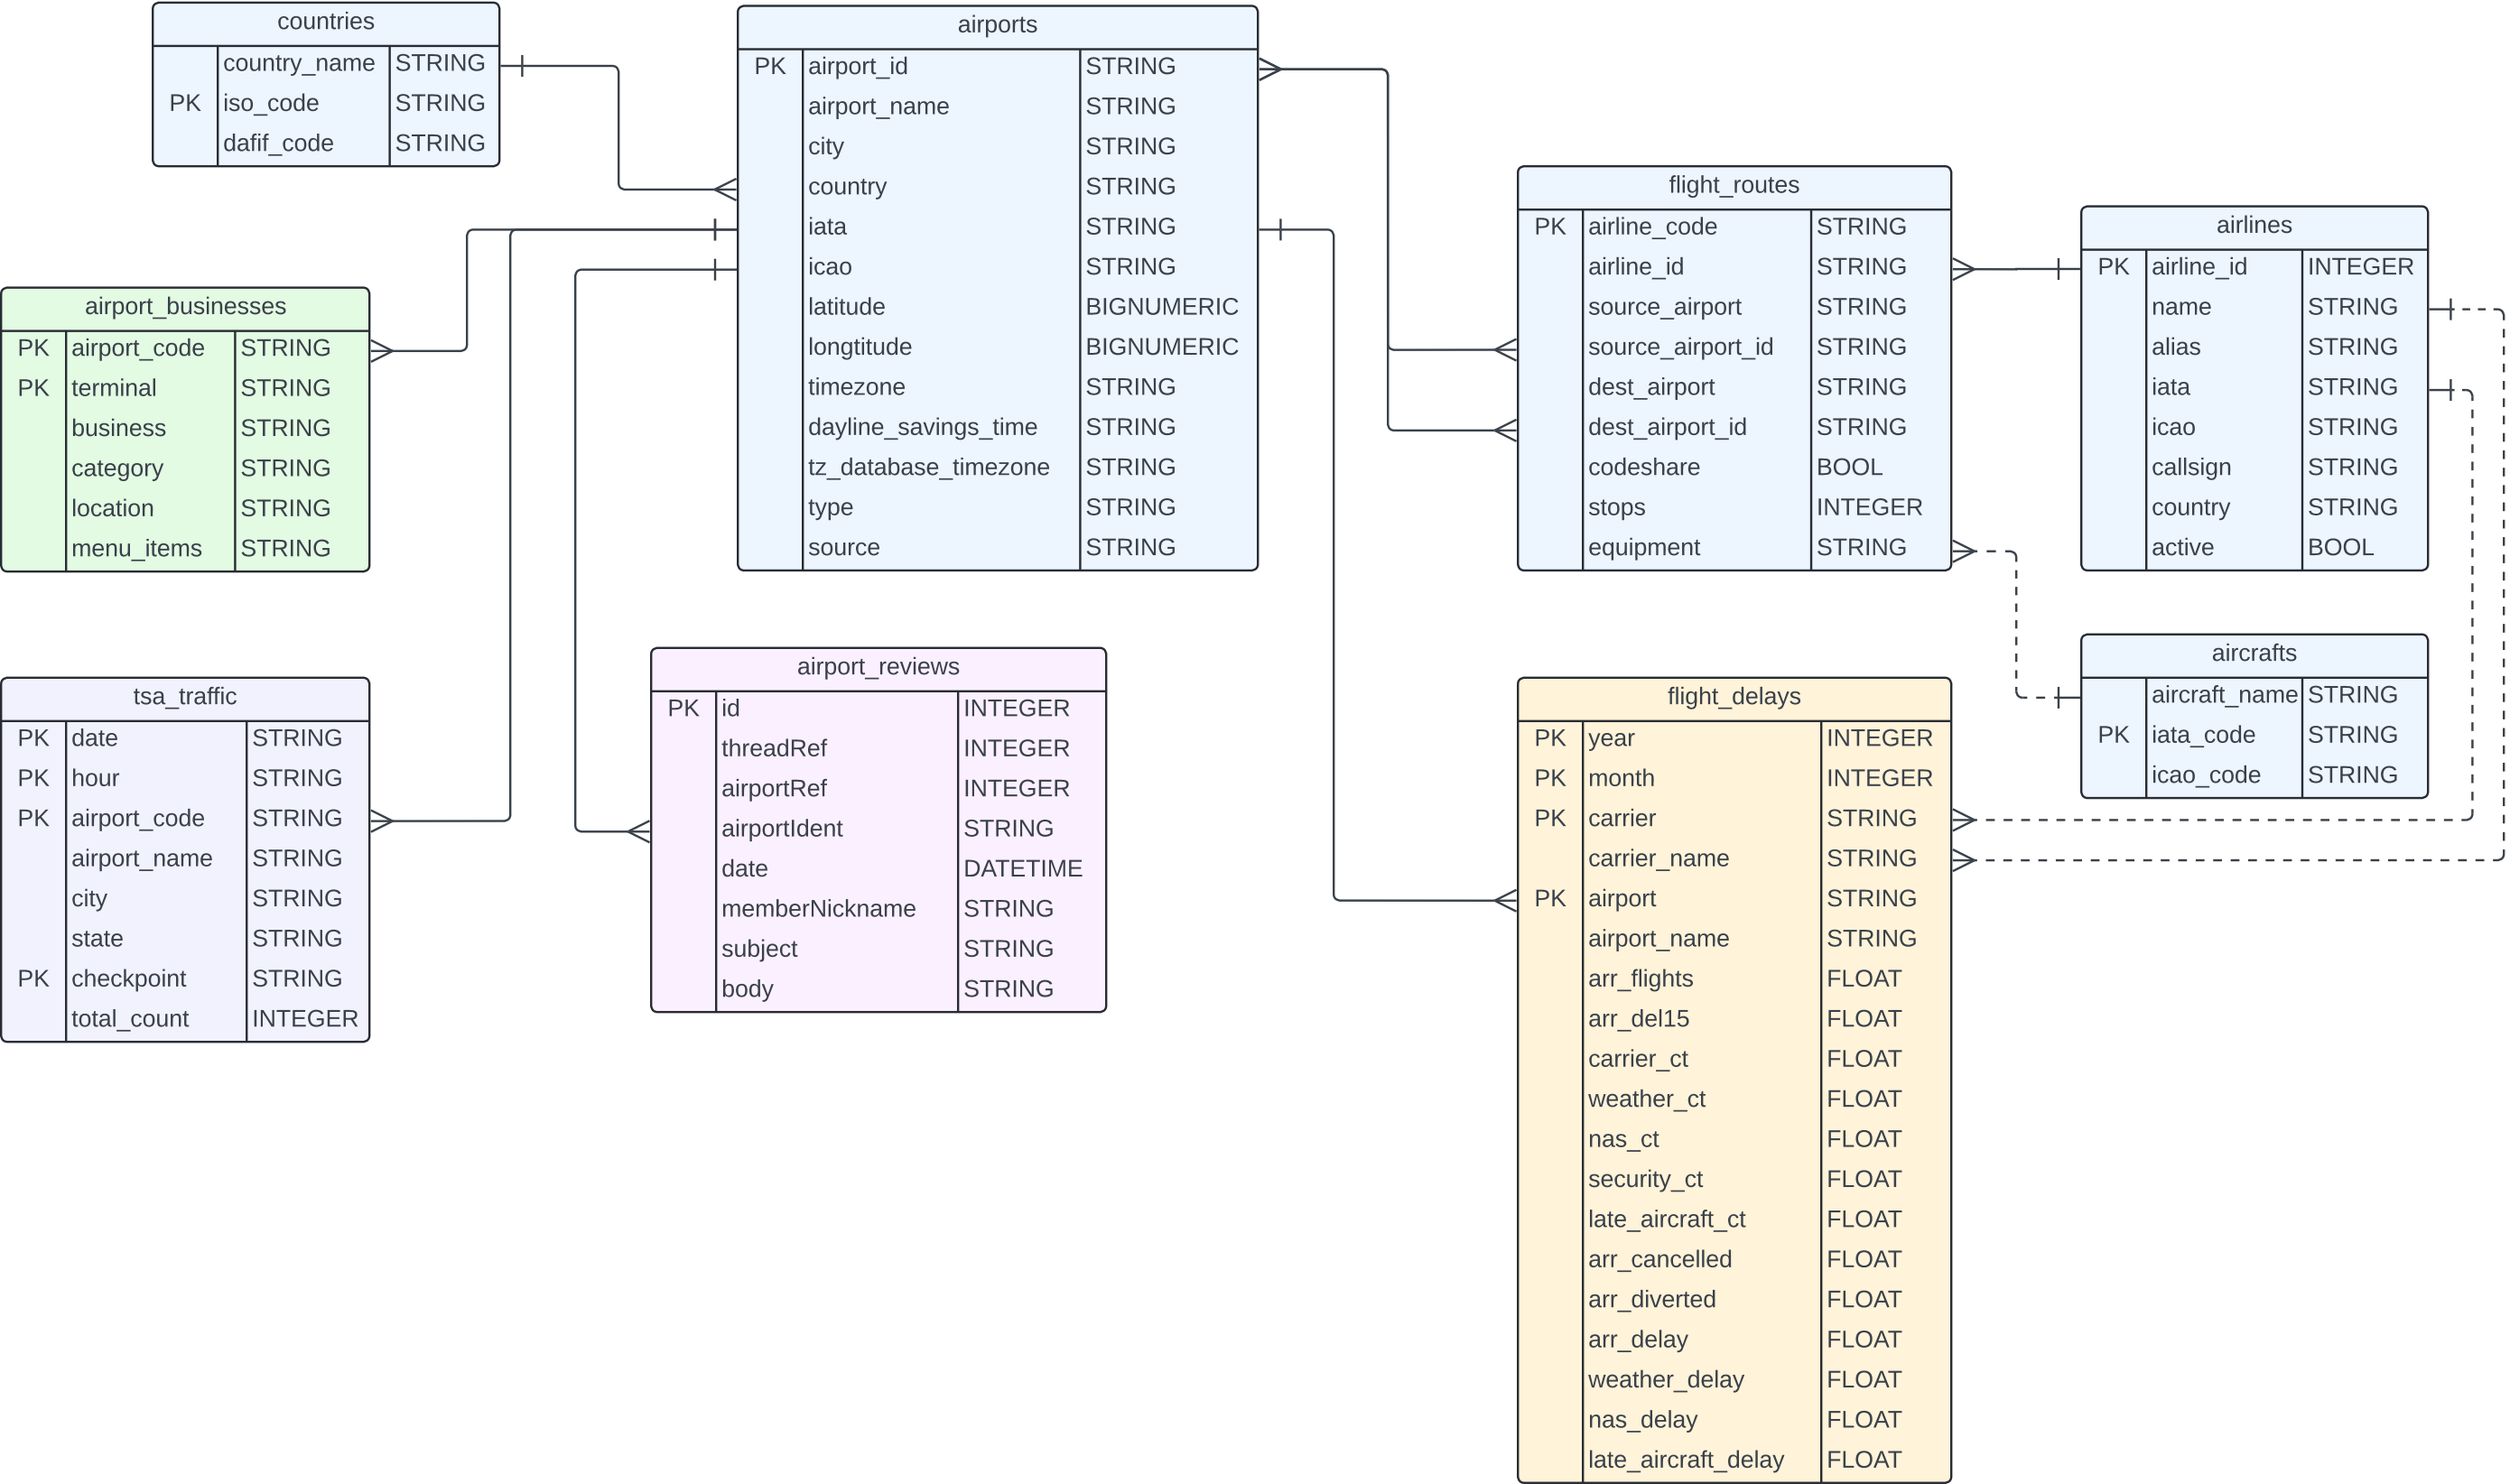 countries
country_name STRING
PK iso_code STRING
dafif_code STRING
airports
PK airport_id STRING
airport_name STRING
city STRING
country STRING
iata STRING
icao STRING
latitude BIGNUMERIC
longtitude BIGNUMERIC
timezone STRING
dayline_savings_time STRING
tz_database_timezone STRING
type STRING
source STRING
flight_routes
PK airline_code STRING
airline_id STRING
source_airport STRING
source_airport_id STRING
dest_airport STRING
dest_airport_id STRING
codeshare BOOL
stops INTEGER
equipment STRING
airlines
PK airline_id INTEGER
name STRING
alias STRING
iata STRING
icao STRING
callsign STRING
country STRING
active BOOL
airport_businesses
PK airport_code STRING
PK terminal STRING
business STRING
category STRING
location STRING
menu_items STRING
tsa_traffic
PK date STRING
PK hour STRING
PK airport_code STRING
airport_name STRING
city STRING
state STRING
PK checkpoint STRING
total_count INTEGER
airport_reviews
PK id INTEGER
threadRef INTEGER
airportRef INTEGER
airportIdent STRING
date DATETIME
memberNickname STRING
subject STRING
body STRING
flight_delays
PK year INTEGER
PK month INTEGER
PK carrier STRING
carrier_name STRING
PK airport STRING
airport_name STRING
arr_flights FLOAT
arr_del15 FLOAT
carrier_ct FLOAT
weather_ct FLOAT
nas_ct FLOAT
security_ct FLOAT
late_aircraft_ct FLOAT
arr_cancelled FLOAT
arr_diverted FLOAT
arr_delay FLOAT
weather_delay FLOAT
nas_delay FLOAT
late_aircraft_delay FLOAT
aircrafts
aircraft_name STRING
PK iata_code STRING
icao_code STRING